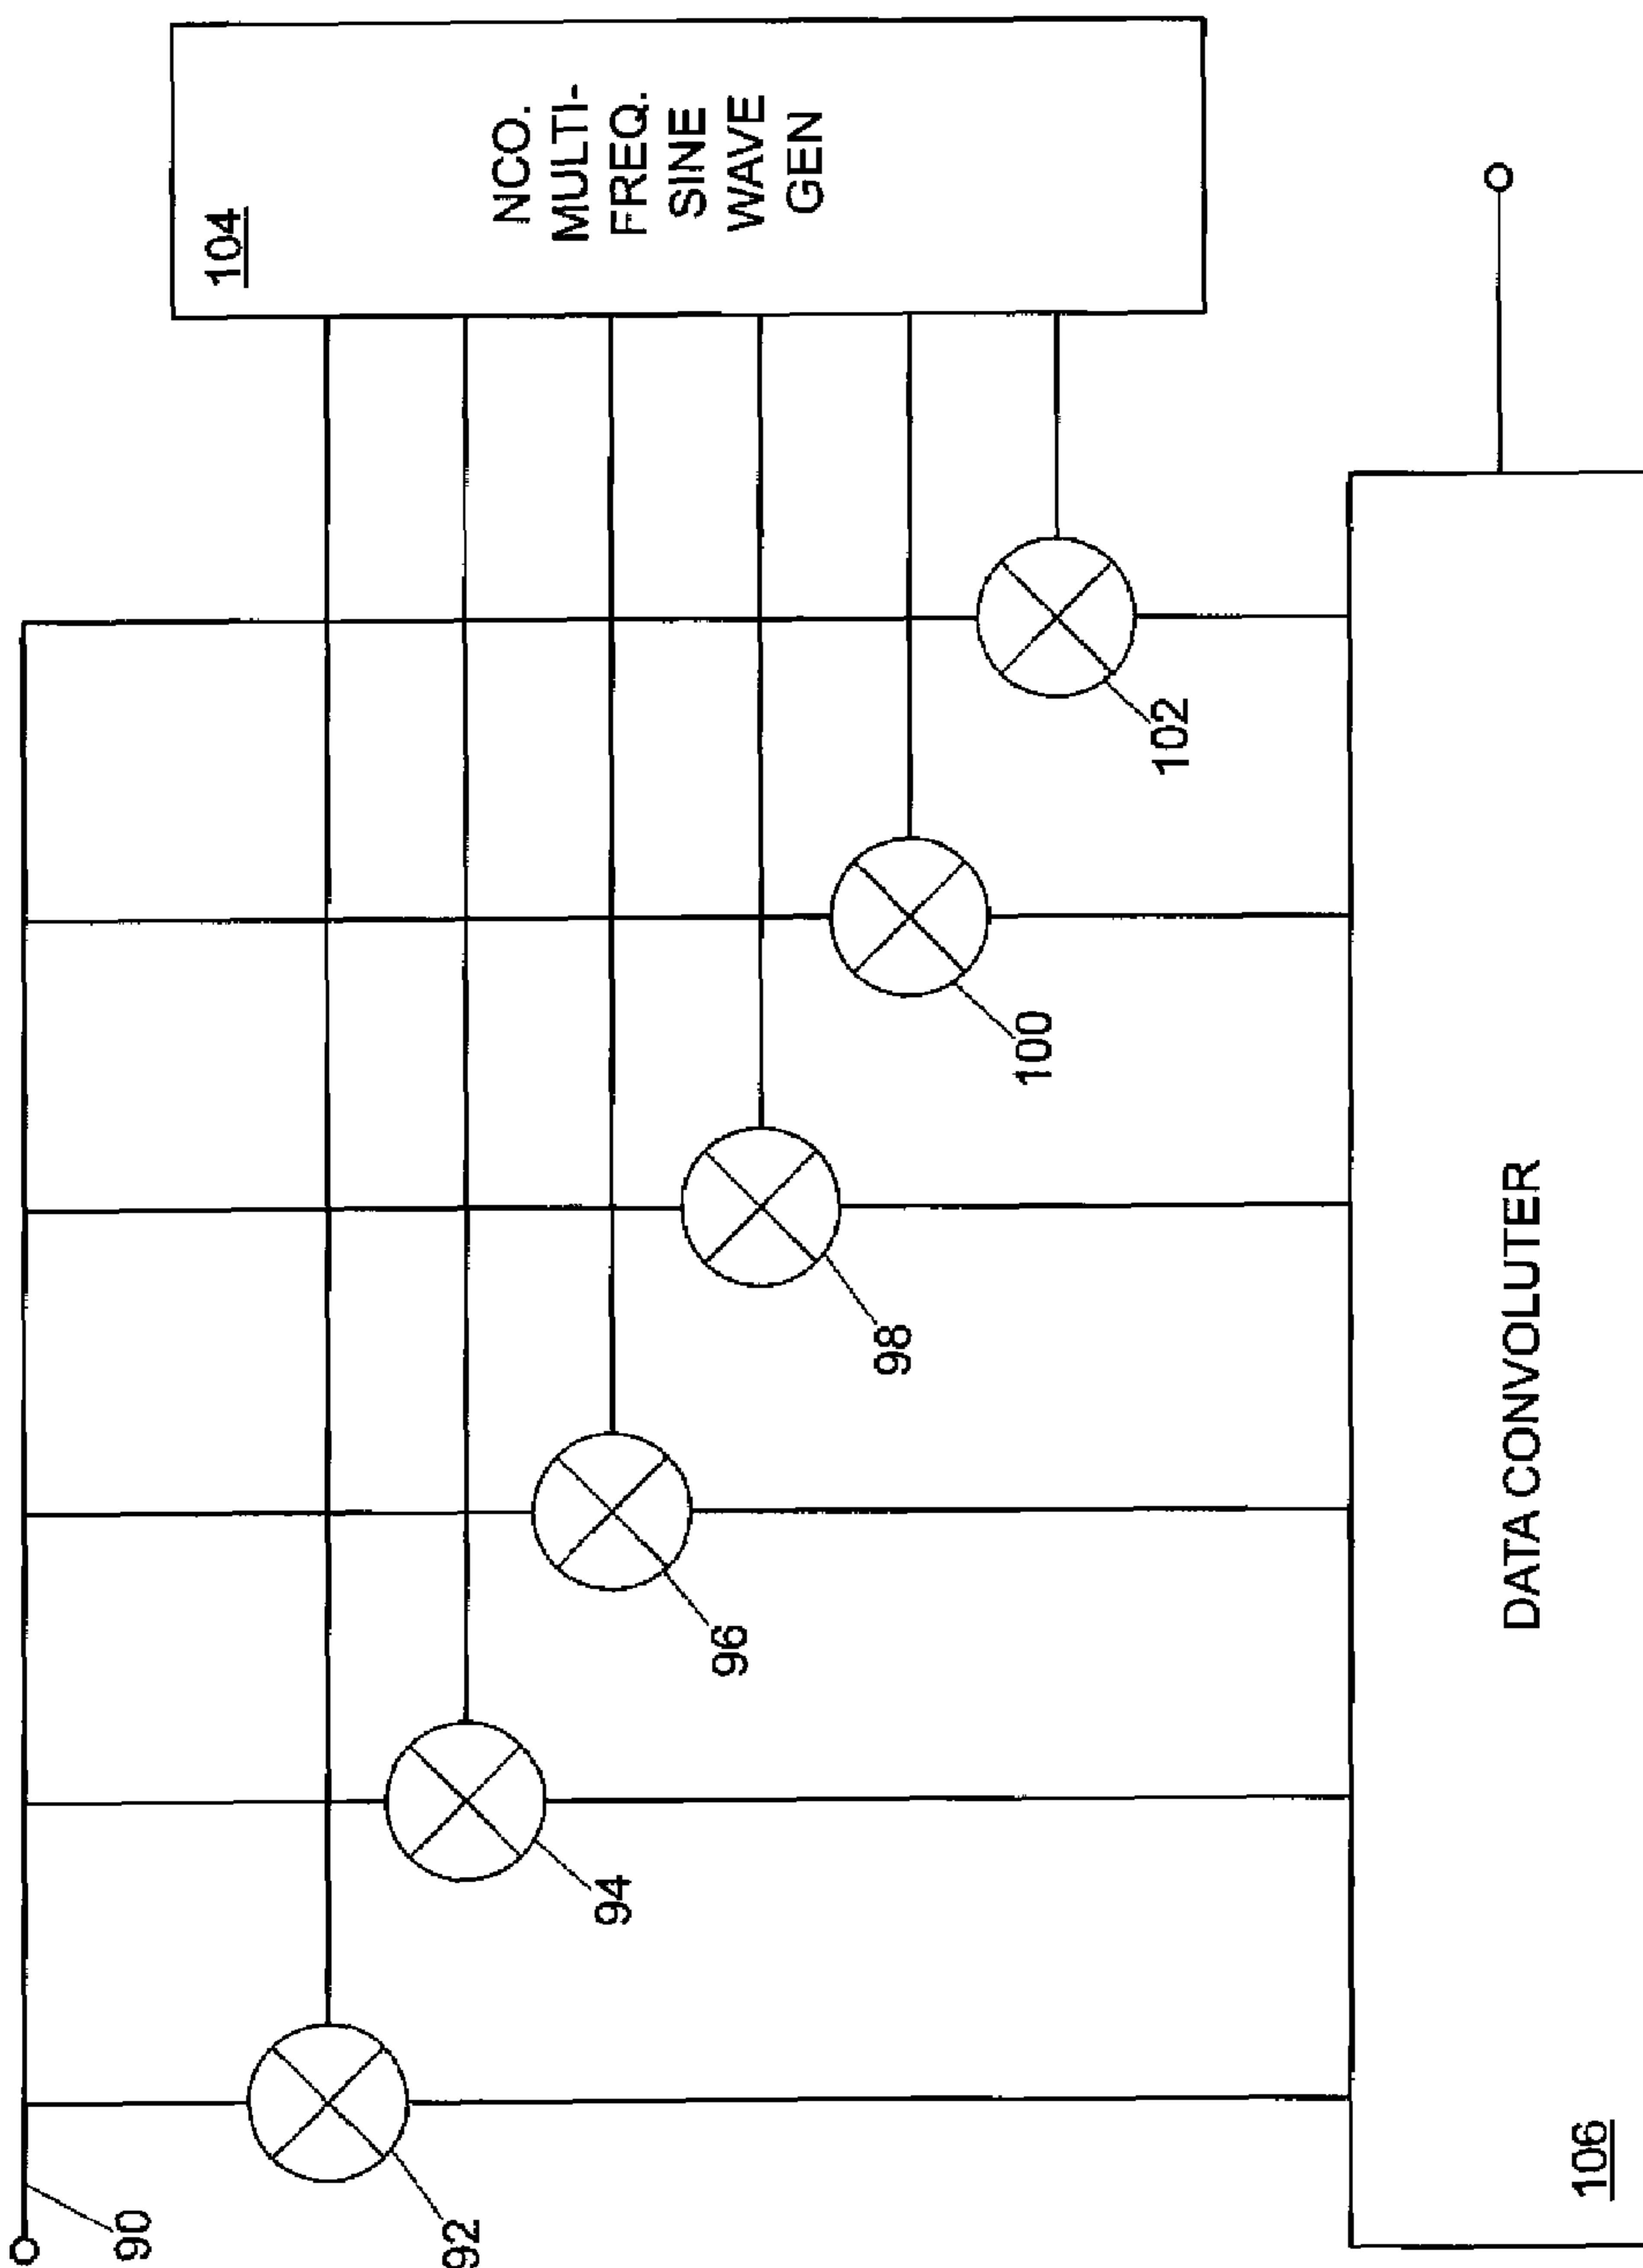 104
NCO.
MULTI-
FREQ.
SINE
WAVE
GEN
90
92
94
96
98
100
102
106
DATA CONVOLUTER